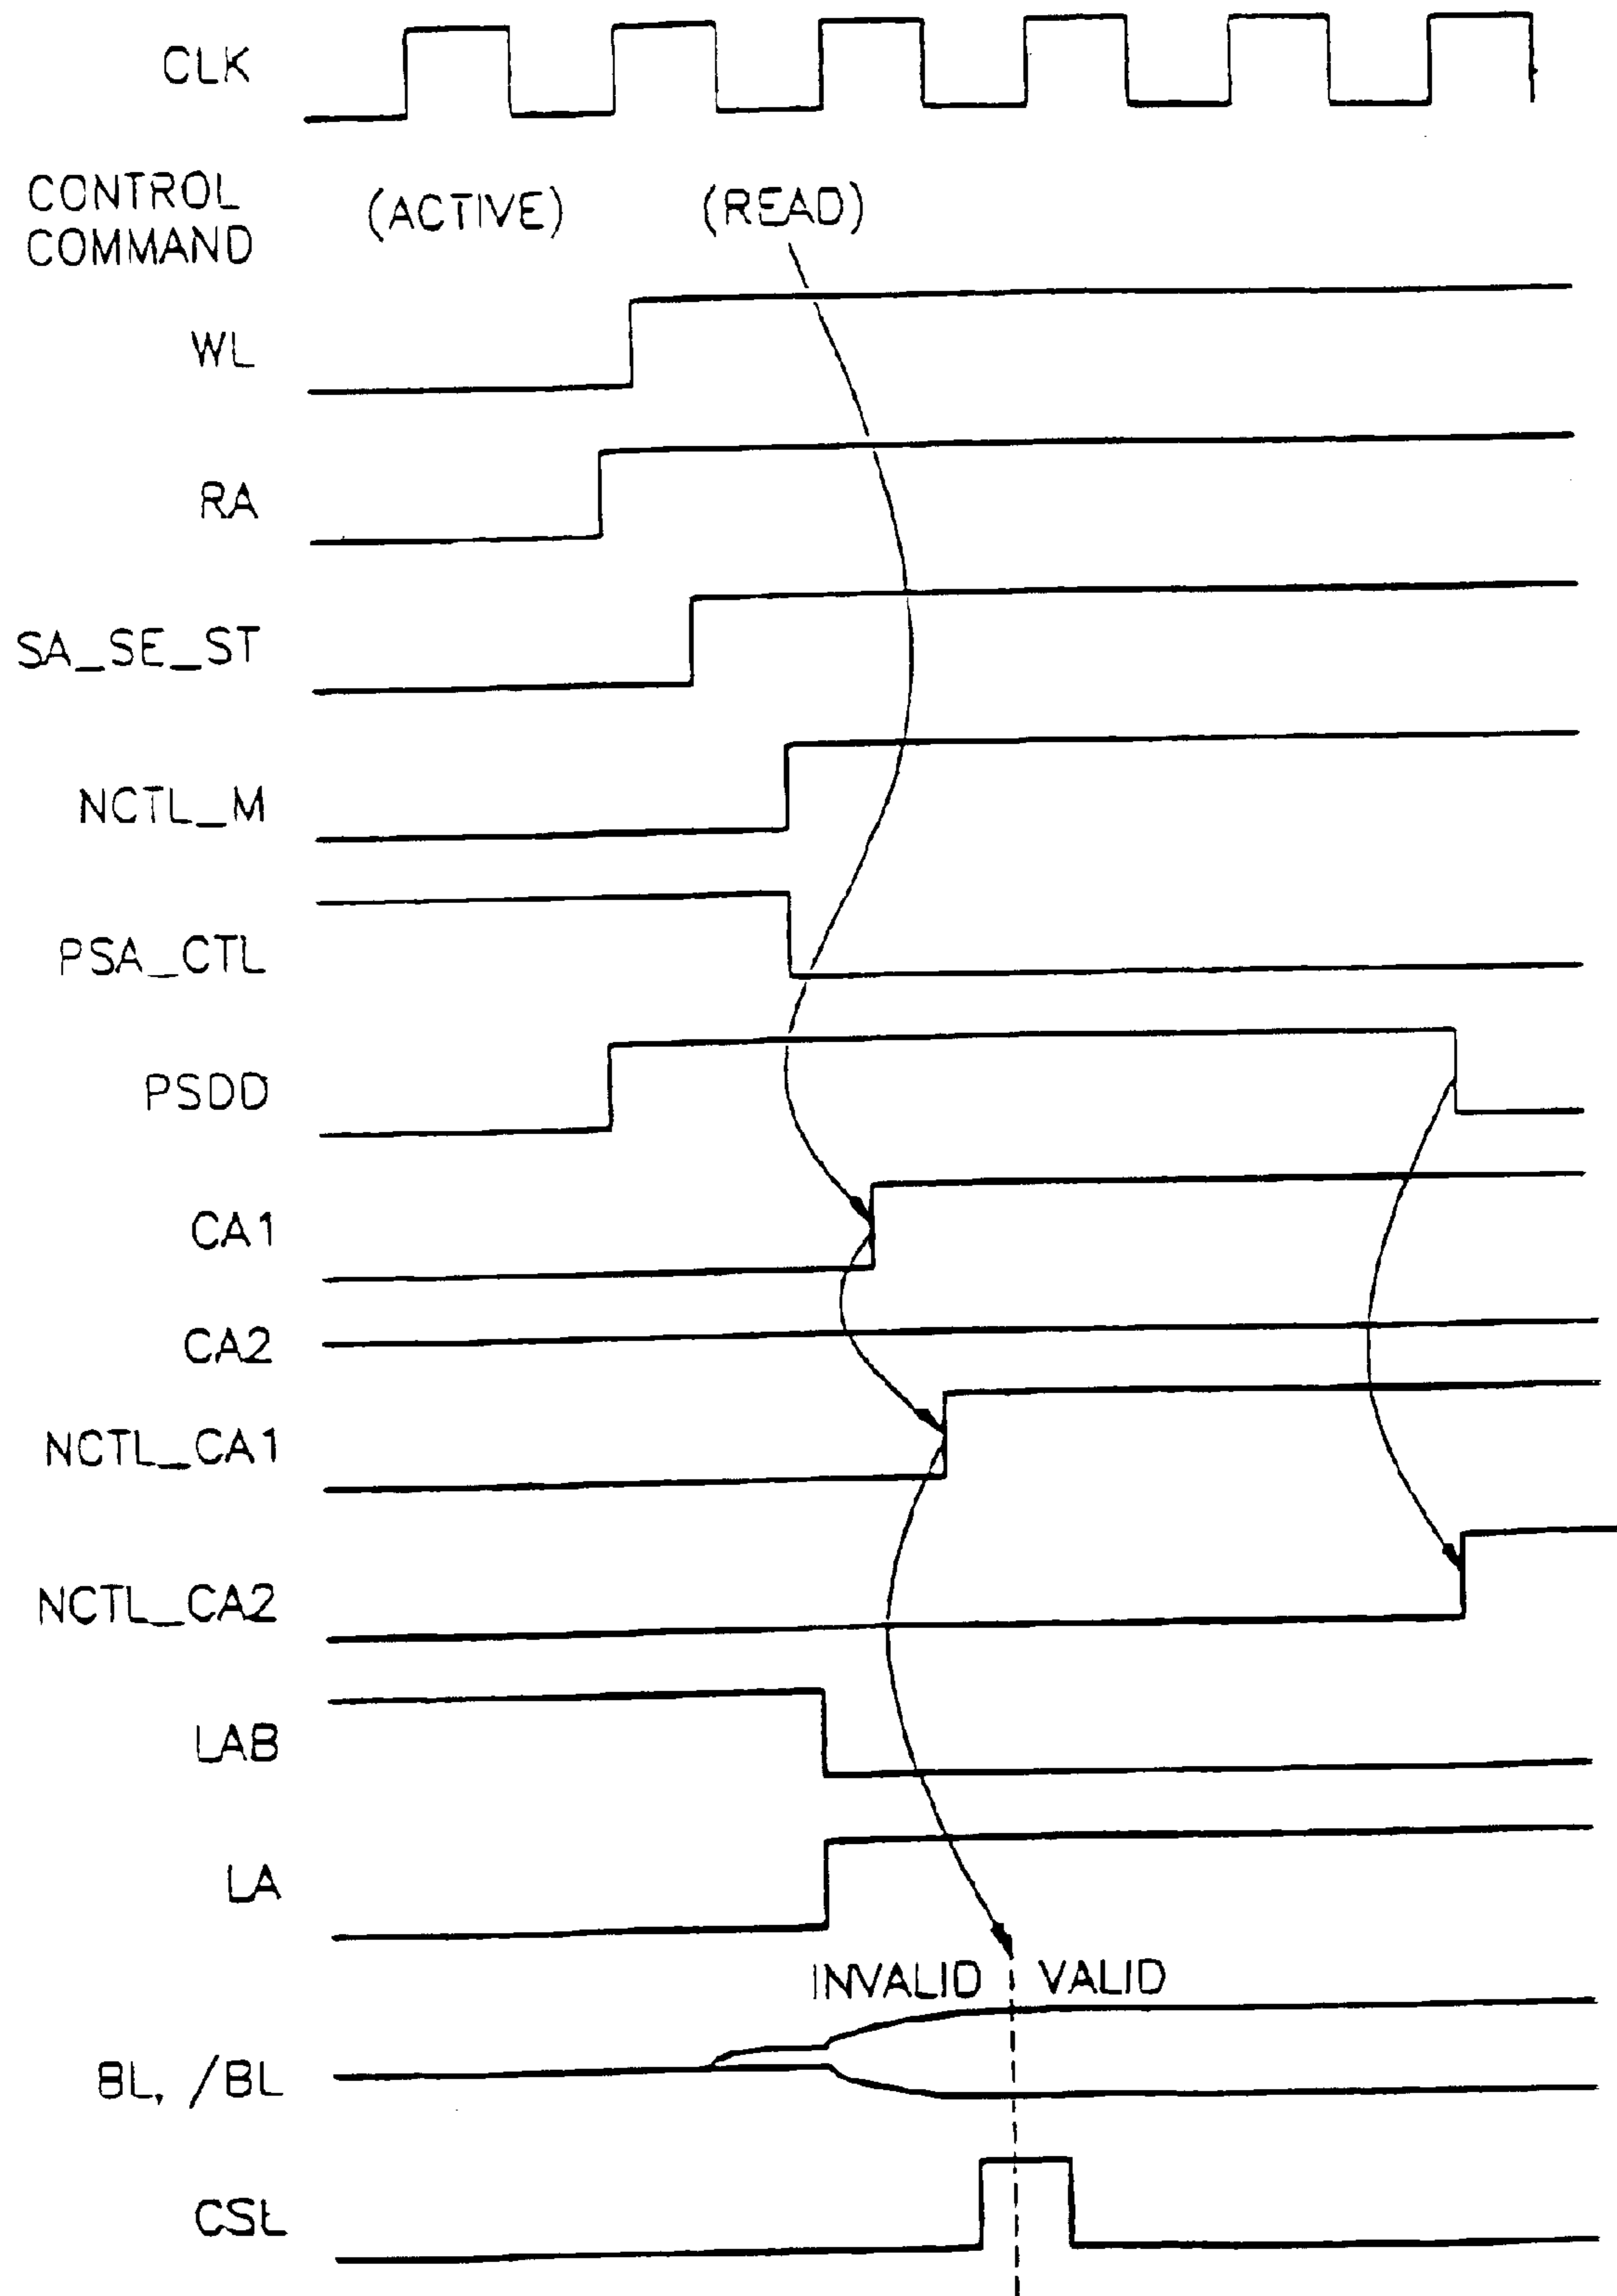 CLK
CONTROL
COMMAND
(ACTIVE) (READ)
WL
RA
SA_SE_ST
NCTL_M
PSA_CTL
PSDD
CA1
CA2
NCTL_CA1
NCTL_CA2
LAB
LA
INVALID VALID
BL, /BL
CSL